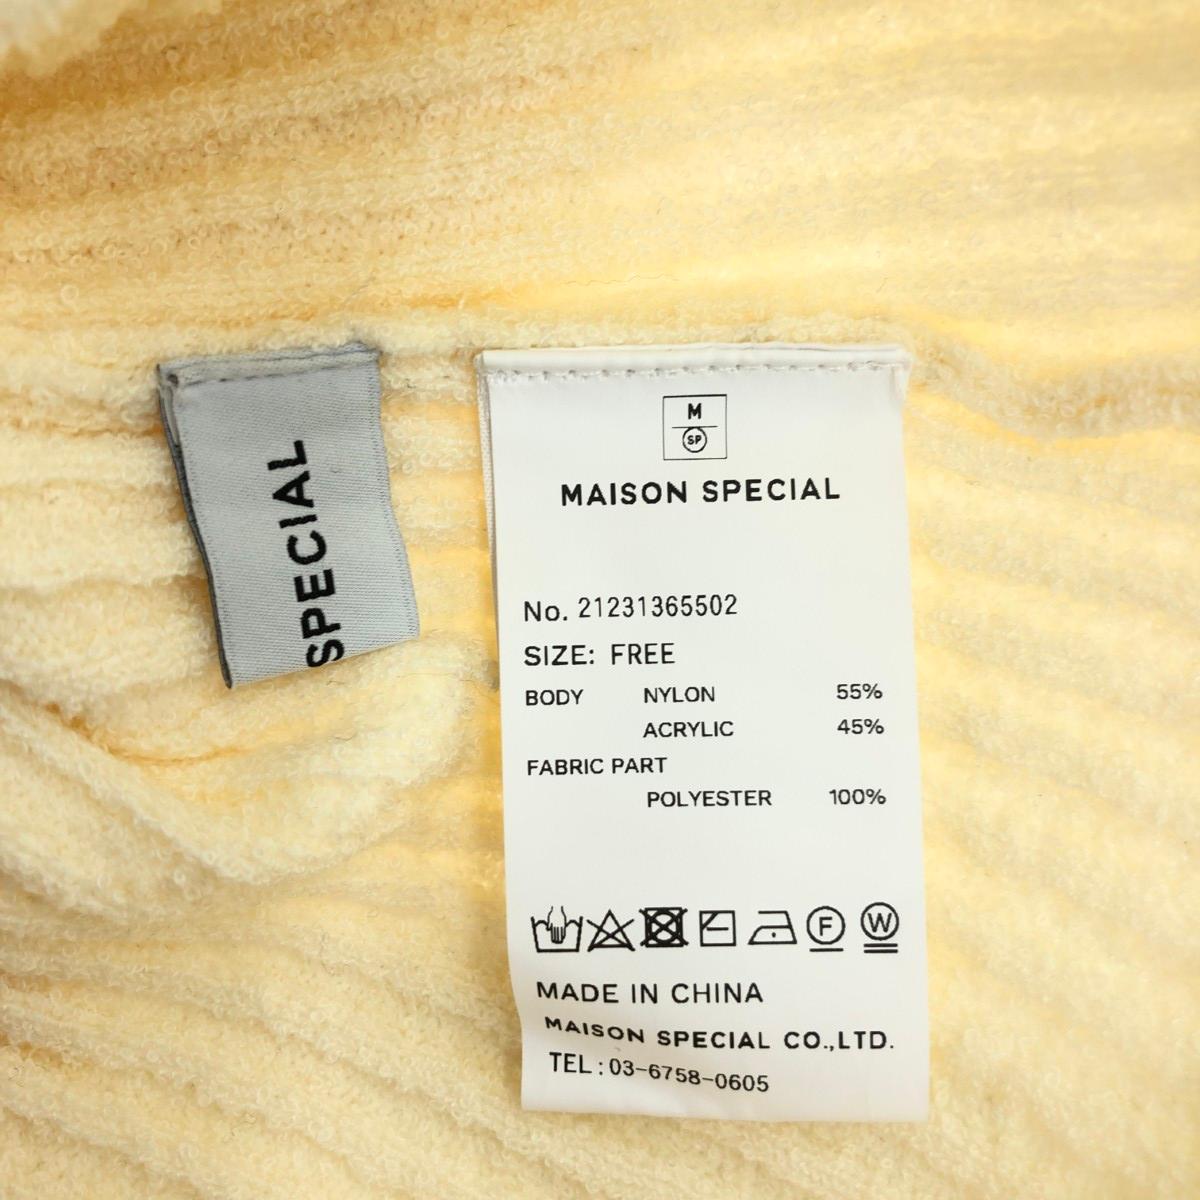 SPECIAL
M
SP
MAISON SPECIAL
No. 21231365502
SIZE: FREE
BODY NYLON 55%
ACRYLIC 45%
FABRIC PART
POLYESTER 100%
F W
MADE IN CHINA
MAISON SPECIAL CO.,LTD.
TEL : 03-6758-0605